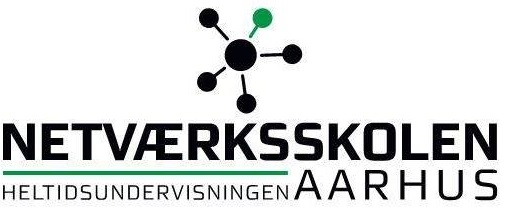 NETVÆRKSSKOLEN
HELTIDSUNDERVISNINGEN AARHUS